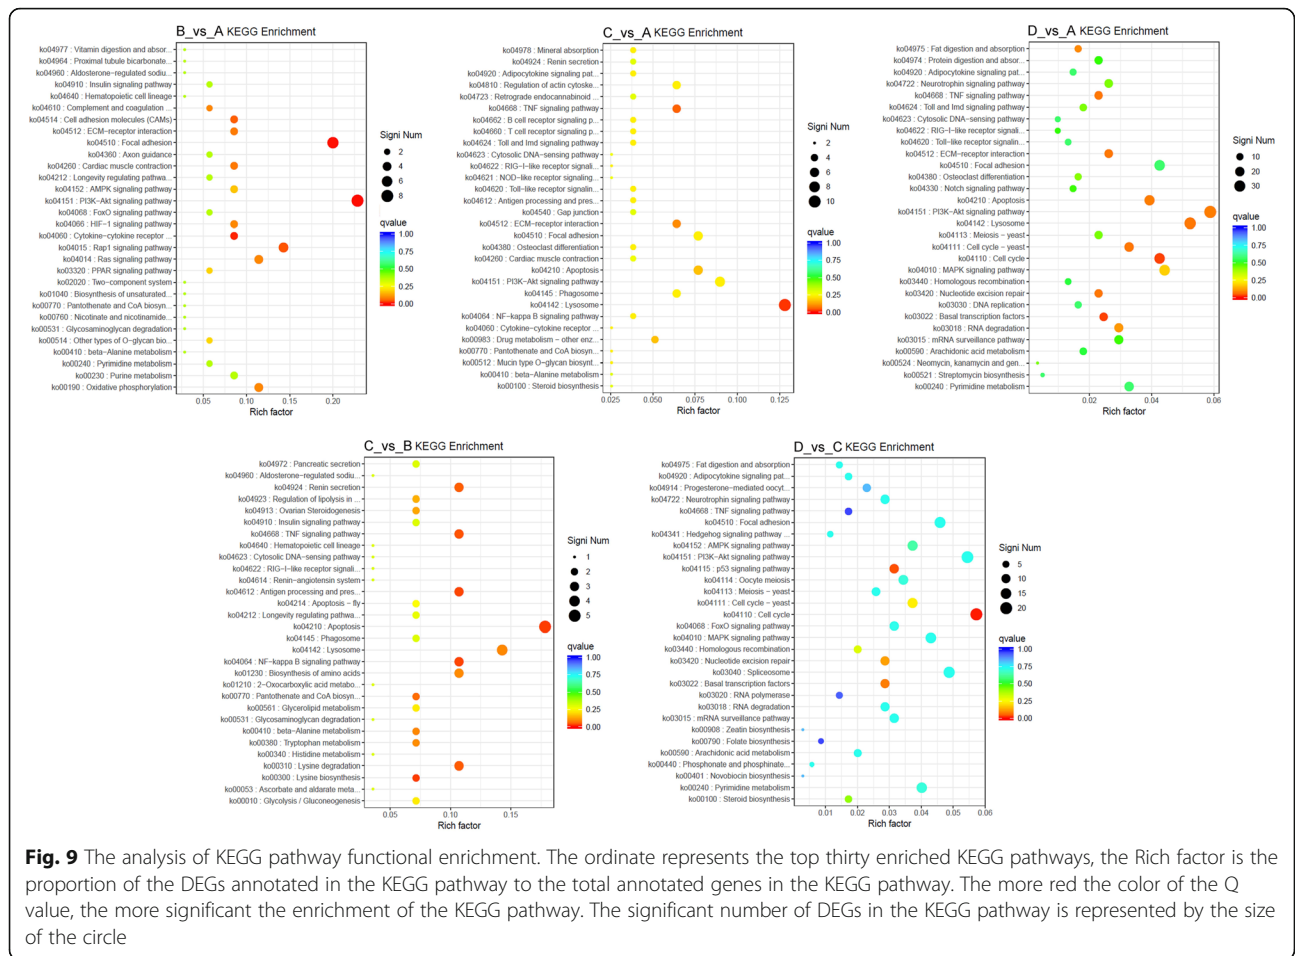 B_vs_A KEGG Enrichment
ko04977 : Vitamin digestion and absor...
ko04964 : Proximal tubule bicarbonate...
ko04960 : Aldosterone−regulated sodiu...
ko04910 : Insulin signaling pathway
ko04640 : Hematopoietic cell lineage
ko04610 : Complement and coagulation ...
ko04514 : Cell adhesion molecules (CAMs)
ko04512 : ECM−receptor interaction
ko04510 : Focal adhesion
ko04360 : Axon guidance
ko04260 : Cardiac muscle contraction
ko04212 : Longevity regulating pathwa...
ko04152 : AMPK signaling pathway
ko04151 : PI3K−Akt signaling pathway
ko04068 : FoxO signaling pathway
ko04066 : HIF−1 signaling pathway
ko04060 : Cytokine−cytokine receptor ...
ko04015 : Rap1 signaling pathway
ko04014 : Ras signaling pathway
ko03320 : PPAR signaling pathway
ko02020 : Two−component system
ko01040 : Biosynthesis of unsaturated...
ko00770 : Pantothenate and CoA biosyn...
ko00760 : Nicotinate and nicotinamide...
ko00531 : Glycosaminoglycan degradation
ko00514 : Other types of O−glycan bio...
ko00410 : beta−Alanine metabolism
ko00240 : Pyrimidine metabolism
ko00230 : Purine metabolism
ko00190 : Oxidative phosphorylation
0.05 0.10 0.15 0.20
Rich factor
Signi Num
2
4
6
8
qvalue
1.00
0.75
0.50
0.25
0.00
C_vs_A KEGG Enrichment
ko04978 : Mineral absorption
ko04924 : Renin secretion
ko04920 : Adipocytokine signaling pat...
ko04810 : Regulation of actin cytoske...
ko04723 : Retrograde endocannabinoid ...
ko04668 : TNF signaling pathway
ko04662 : B cell receptor signaling p...
ko04660 : T cell receptor signaling p...
ko04624 : Toll and Imd signaling pathway
ko04623 : Cytosolic DNA−sensing pathway
ko04622 : RIG−I−like receptor signali...
ko04621 : NOD−like receptor signaling...
ko04620 : Toll−like receptor signalin...
ko04612 : Antigen processing and pres...
ko04540 : Gap junction
ko04512 : ECM−receptor interaction
ko04510 : Focal adhesion
ko04380 : Osteoclast differentiation
ko04260 : Cardiac muscle contraction
ko04210 : Apoptosis
ko04151 : PI3K−Akt signaling pathway
ko04145 : Phagosome
ko04142 : Lysosome
ko04064 : NF−kappa B signaling pathway
ko04060 : Cytokine−cytokine receptor ...
ko00983 : Drug metabolism − other enz...
ko00770 : Pantothenate and CoA biosyn...
ko00512 : Mucin type O−glycan biosynt...
ko00410 : beta−Alanine metabolism
ko00100 : Steroid biosynthesis
0.025 0.050 0.075 0.100 0.125
Rich factor
Signi Num
2
4
6
8
10
qvalue
1.00
0.75
0.50
0.25
0.00
D_vs_A KEGG Enrichment
ko04975 : Fat digestion and absorption
ko04974 : Protein digestion and absor...
ko04920 : Adipocytokine signaling pat...
ko04722 : Neurotrophin signaling pathway
ko04668 : TNF signaling pathway
ko04624 : Toll and Imd signaling pathway
ko04623 : Cytosolic DNA−sensing pathway
ko04622 : RIG−I−like receptor signali...
ko04620 : Toll−like receptor signalin...
ko04512 : ECM−receptor interaction
ko04510 : Focal adhesion
ko04380 : Osteoclast differentiation
ko04330 : Notch signaling pathway
ko04210 : Apoptosis
ko04151 : PI3K−Akt signaling pathway
ko04142 : Lysosome
ko04113 : Meiosis − yeast
ko04111 : Cell cycle − yeast
ko04110 : Cell cycle
ko04010 : MAPK signaling pathway
ko03440 : Homologous recombination
ko03420 : Nucleotide excision repair
ko03030 : DNA replication
ko03022 : Basal transcription factors
ko03018 : RNA degradation
ko03015 : mRNA surveillance pathway
ko00590 : Arachidonic acid metabolism
ko00524 : Neomycin, kanamycin and gen...
ko00521 : Streptomycin biosynthesis
ko00240 : Pyrimidine metabolism
0.02 0.04 0.06
Rich factor
Signi Num
10
20
30
qvalue
1.00
0.75
0.50
0.25
0.00
C_vs_B KEGG Enrichment
ko04972 : Pancreatic secretion
ko04960 : Aldosterone−regulated sodiu...
ko04924 : Renin secretion
ko04923 : Regulation of lipolysis in ...
ko04913 : Ovarian Steroidogenesis
ko04910 : Insulin signaling pathway
ko04668 : TNF signaling pathway
ko04640 : Hematopoietic cell lineage
ko04623 : Cytosolic DNA−sensing pathway
ko04622 : RIG−I−like receptor signali...
ko04614 : Renin−angiotensin system
ko04612 : Antigen processing and pres...
ko04214 : Apoptosis − fly
ko04212 : Longevity regulating pathwa...
ko04210 : Apoptosis
ko04145 : Phagosome
ko04142 : Lysosome
ko04064 : NF−kappa B signaling pathway
ko01230 : Biosynthesis of amino acids
ko01210 : 2−Oxocarboxylic acid metabo...
ko00770 : Pantothenate and CoA biosyn...
ko00561 : Glycerolipid metabolism
ko00531 : Glycosaminoglycan degradation
ko00410 : beta−Alanine metabolism
ko00380 : Tryptophan metabolism
ko00340 : Histidine metabolism
ko00310 : Lysine degradation
ko00300 : Lysine biosynthesis
ko00053 : Ascorbate and aldarate meta...
ko00010 : Glycolysis / Gluconeogenesis
0.05 0.10 0.15
Rich factor
Signi Num
1
2
3
4
5
qvalue
1.00
0.75
0.50
0.25
0.00
D_vs_C KEGG Enrichment
ko04975 : Fat digestion and absorption
ko04920 : Adipocytokine signaling pat...
ko04914 : Progesterone−mediated oocyt...
ko04722 : Neurotrophin signaling pathway
ko04668 : TNF signaling pathway
ko04510 : Focal adhesion
ko04341 : Hedgehog signaling pathway ...
ko04152 : AMPK signaling pathway
ko04151 : PI3K−Akt signaling pathway
ko04115 : p53 signaling pathway
ko04114 : Oocyte meiosis
ko04113 : Meiosis − yeast
ko04111 : Cell cycle − yeast
ko04110 : Cell cycle
ko04068 : FoxO signaling pathway
ko04010 : MAPK signaling pathway
ko03440 : Homologous recombination
ko03420 : Nucleotide excision repair
ko03040 : Spliceosome
ko03022 : Basal transcription factors
ko03020 : RNA polymerase
ko03018 : RNA degradation
ko03015 : mRNA surveillance pathway
ko00908 : Zeatin biosynthesis
ko00790 : Folate biosynthesis
ko00590 : Arachidonic acid metabolism
ko00440 : Phosphonate and phosphinate...
ko00401 : Novobiocin biosynthesis
ko00240 : Pyrimidine metabolism
ko00100 : Steroid biosynthesis
0.01 0.02 0.03 0.04 0.05 0.06
Rich factor
Signi Num
5
10
15
20
qvalue
1.00
0.75
0.50
0.25
0.00
Fig. 9 The analysis of KEGG pathway functional enrichment. The ordinate represents the top thirty enriched KEGG pathways, the Rich factor is the
proportion of the DEGs annotated in the KEGG pathway to the total annotated genes in the KEGG pathway. The more red the color of the Q
value, the more significant the enrichment of the KEGG pathway. The significant number of DEGs in the KEGG pathway is represented by the size
of the circle